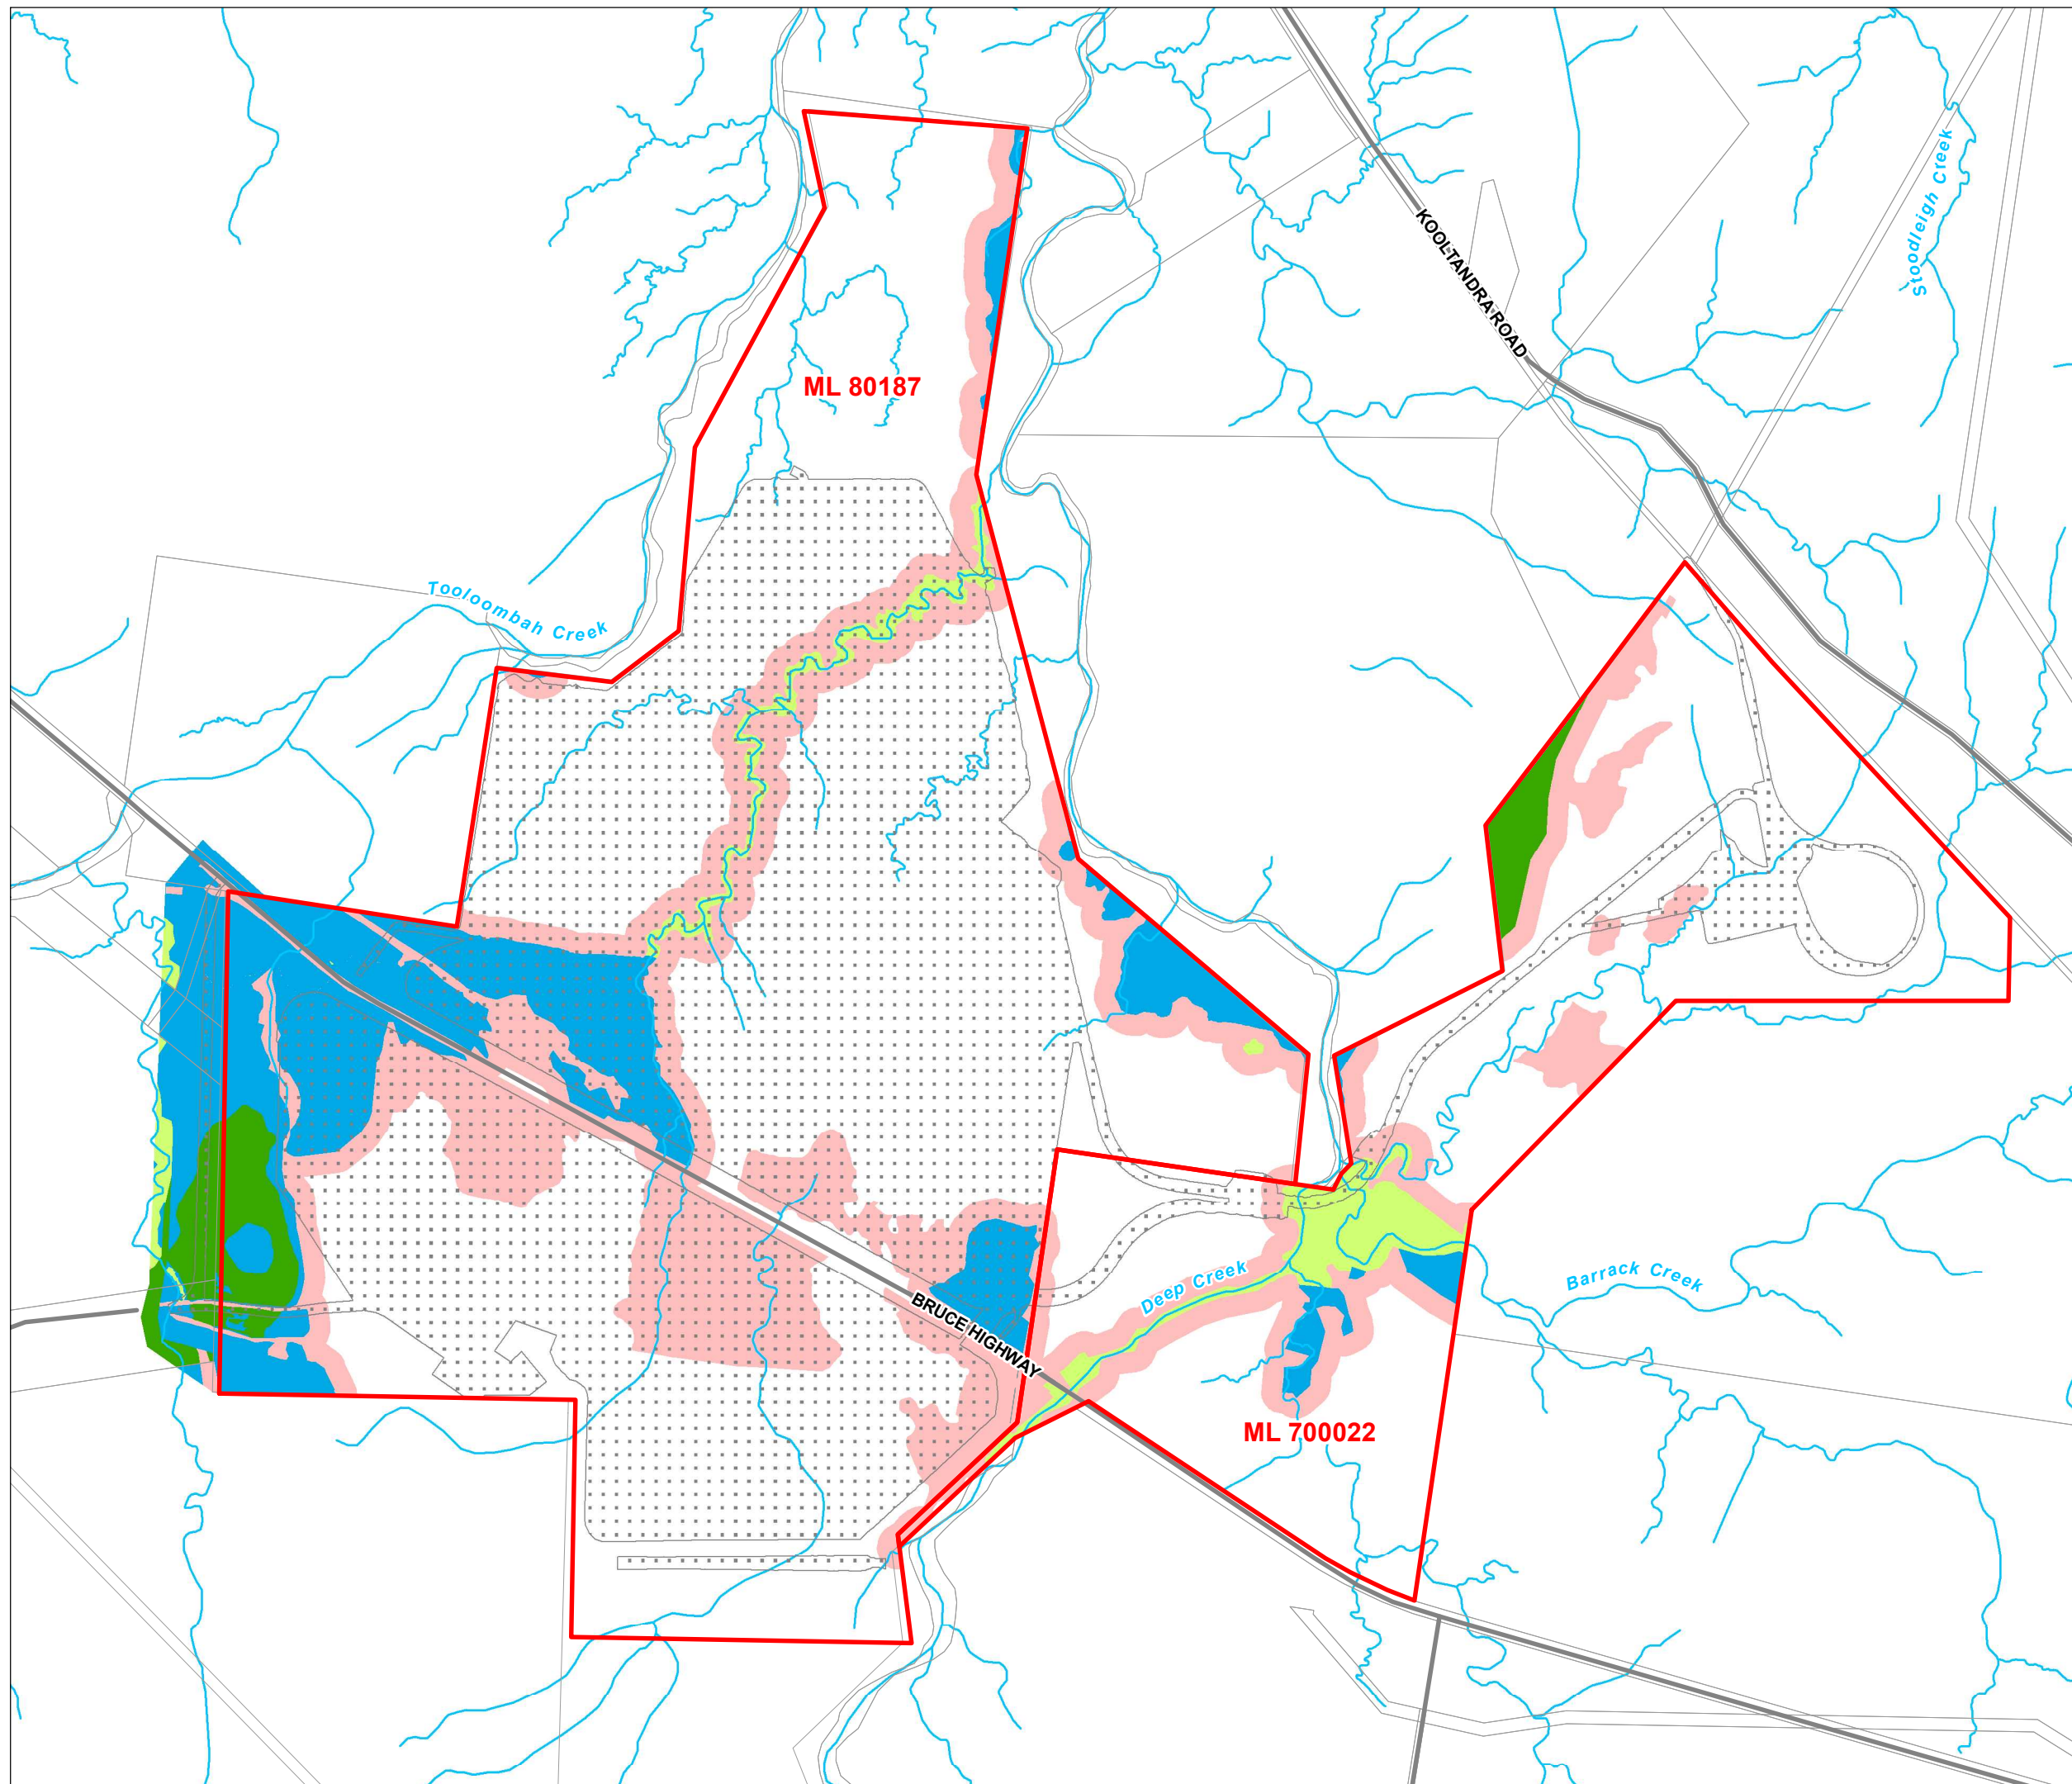 Stoodleigh Creek
KOOLTANDRA ROAD
ML 80187
Tooloombah Creek
Deep Creek
Barrack Creek
BRUCE HIGHWAY
ML 700022